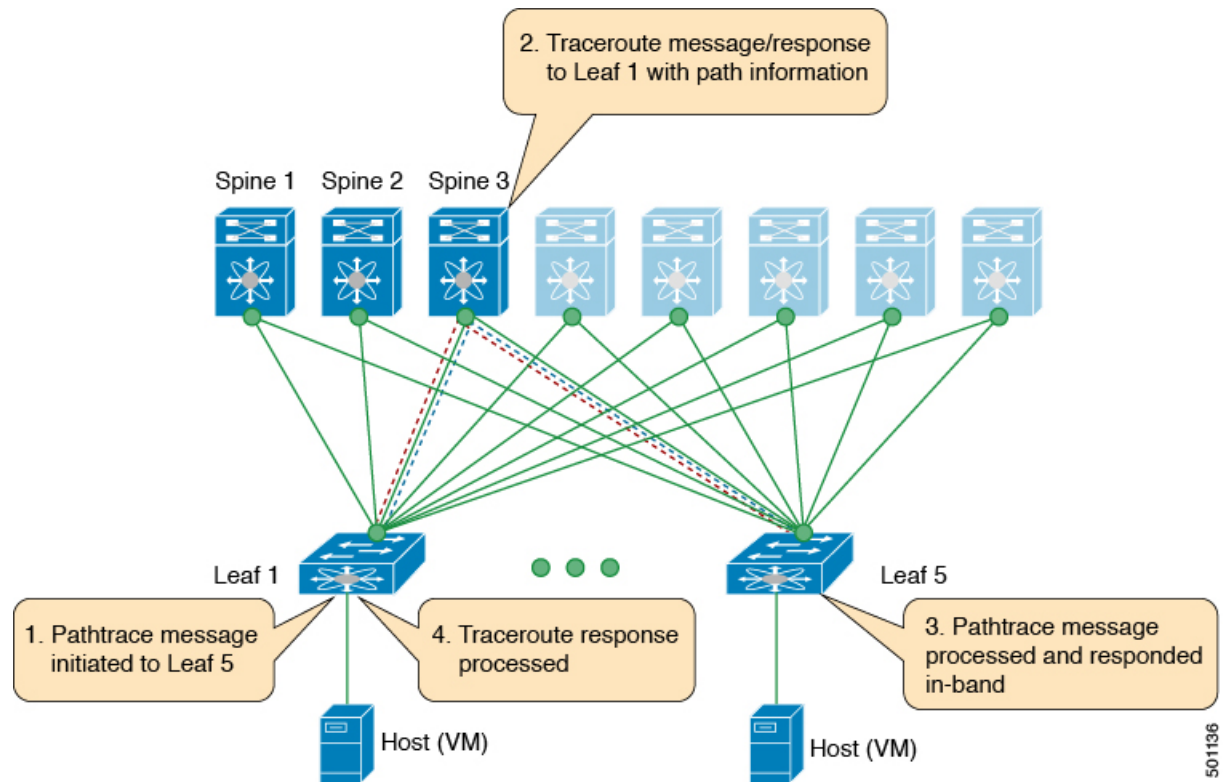 2. Traceroute message/response
to Leaf 1 with path information
Spine 1
Spine 2
Spine 3
Leaf 1
Leaf 5
1. Pathtrace message
initiated to Leaf 5
4. Traceroute response
processed
3. Pathtrace message
processed and responded
in-band
Host (VM)
Host (VM)
501136